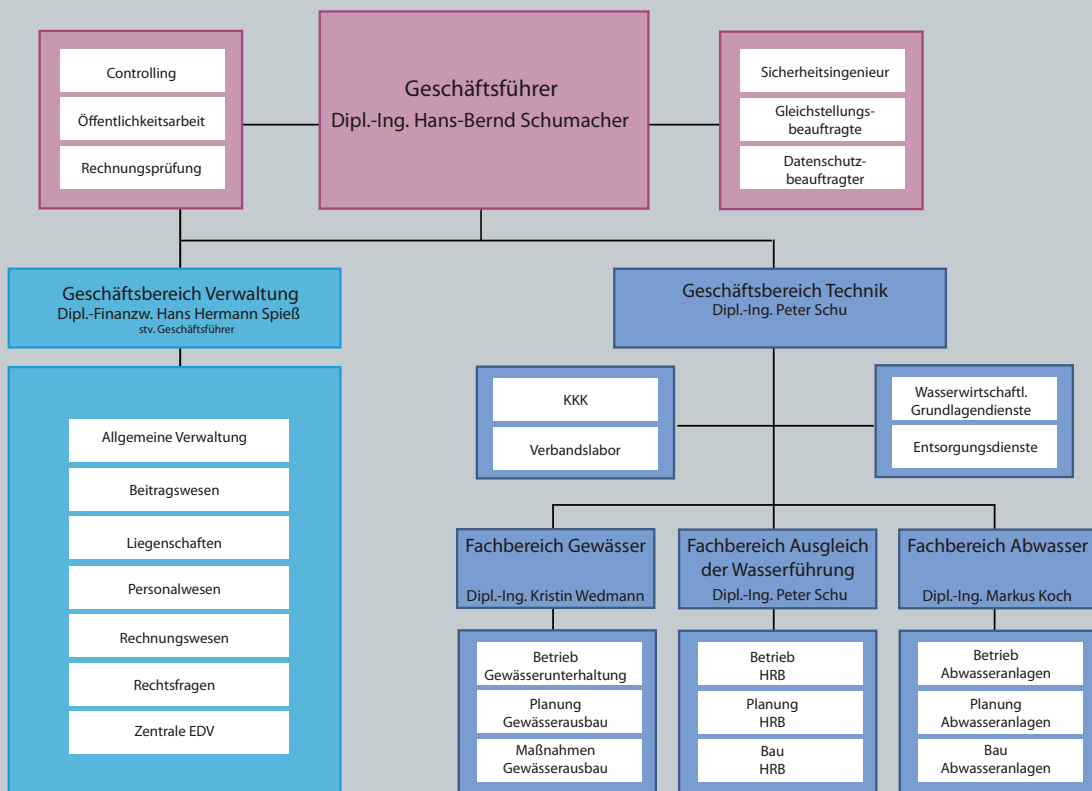 Controlling
Öffentlichkeitsarbeit
Rechnungsprüfung
Geschäftsführer
Dipl.-Ing. Hans-Bernd Schumacher
Sicherheitsingenieur
Gleichstellungs-
beauftragte
Datenschutz-
beauftragter
Geschäftsbereich Verwaltung
Dipl.-Finanzw. Hans Hermann Spieß
stv. Geschäftsführer
Geschäftsbereich Technik
Dipl.-Ing. Peter Schu
Allgemeine Verwaltung
Beitragswesen
Liegenschaften
Personalwesen
Rechnungswesen
Rechtsfragen
Zentrale EDV
KKK
Verbandslabor
Wasserwirtschaftl.
Grundlagendienste
Entsorgungsdienste
Fachbereich Gewässer
Dipl.-Ing. Kristin Wedmann
Fachbereich Ausgleich
der Wasserführung
Dipl.-Ing. Peter Schu
Fachbereich Abwasser
Dipl.-Ing. Markus Koch
Betrieb
Gewässerunterhaltung
Planung
Gewässerausbau
Maßnahmen
Gewässerausbau
Betrieb
HRB
Planung
HRB
Bau
HRB
Betrieb
Abwasseranlagen
Planung
Abwasseranlagen
Bau
Abwasseranlagen